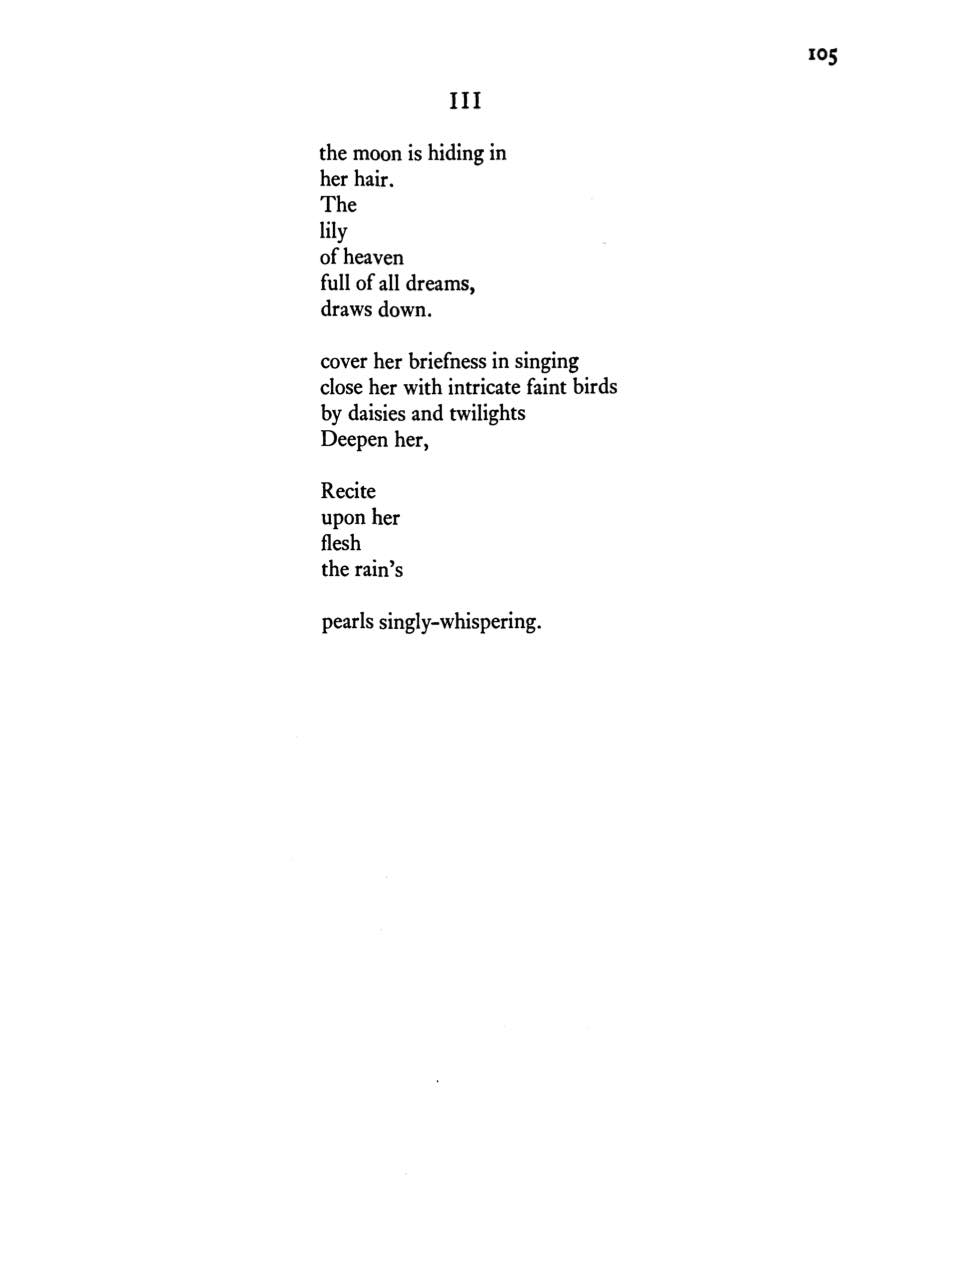 105
III
the moon is hiding in
her hair.
The
lily
of heaven
full of all dreams,
draws down.
cover her briefness in singing
close her with intricate faint birds
by daisies and twilights
Deepen her,
Recite
upon her
flesh
the rain’s
pearls singly-whispering.